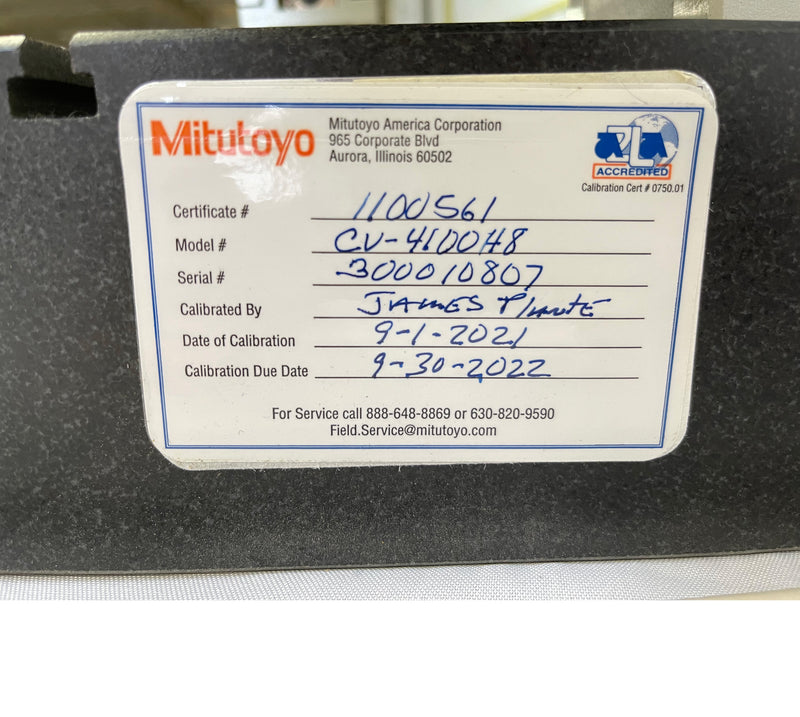 Mitutoyo
Mitutoyo America Corporation
965 Corporate Blvd
Aurora, Illinois 60502
A2LA
ACCREDITED
Calibration Cert # 0750.01
Certificate # 1100561
Model # CV-4100H8
Serial # 300010807
Calibrated By JAMES
Date of Calibration 9-1-2021
Calibration Due Date 9-30-2022
For Service call 888-648-8869 or 630-820-9590
Field.Service@mitutoyo.com